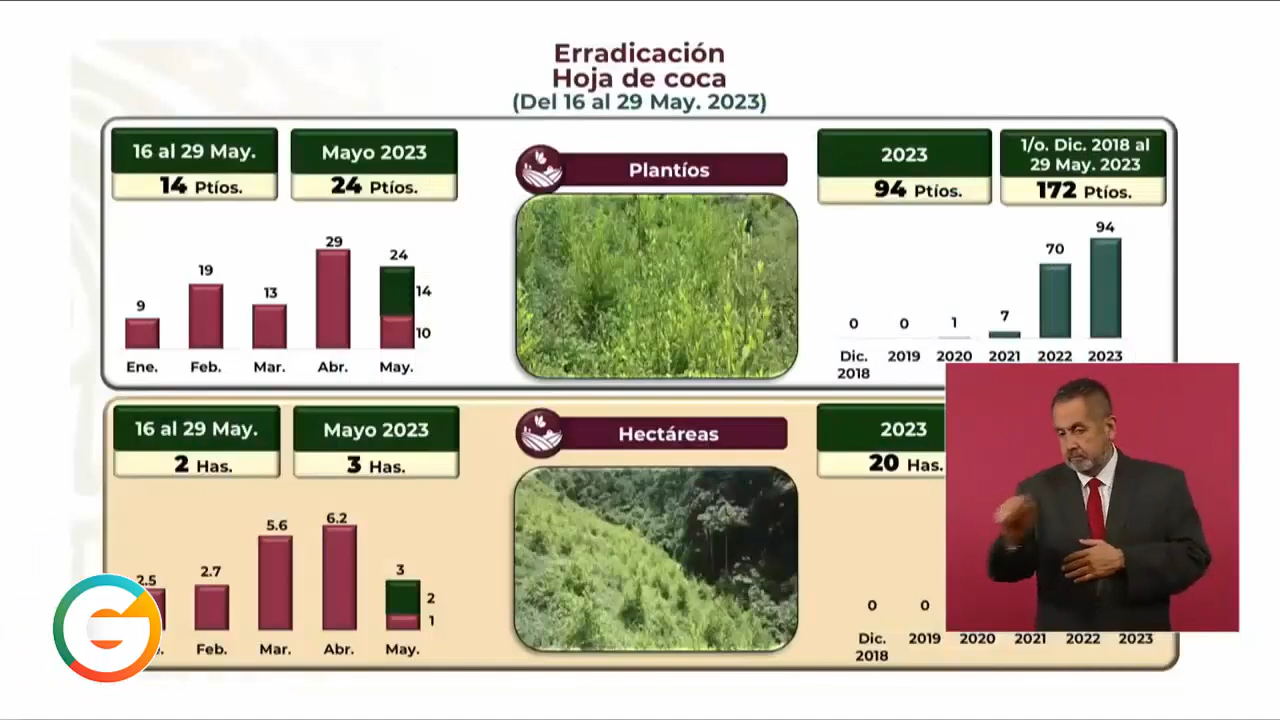 Erradicación
Hoja de coca
(Del 16 al 29 May. 2023)
16 al 29 May.
14 Ptíos.
Mayo 2023
24 Ptíos.
Plantíos
2023
94 Ptíos.
1/o. Dic. 2018 al
29 May. 2023
172 Ptíos.
9
19
13
29
24
14
10
Ene.
Feb.
Mar.
Abr.
May.
0
0
1
7
70
94
Dic.
2018
2019
2020
2021
2022
2023
16 al 29 May.
2 Has.
Mayo 2023
3 Has.
Hectáreas
2023
20 Has.
2.5
2.7
5.6
6.2
3
2
1
Feb.
Mar.
Abr.
May.
0
0
Dic.
2018
2019
2020
2021
2022
2023
G